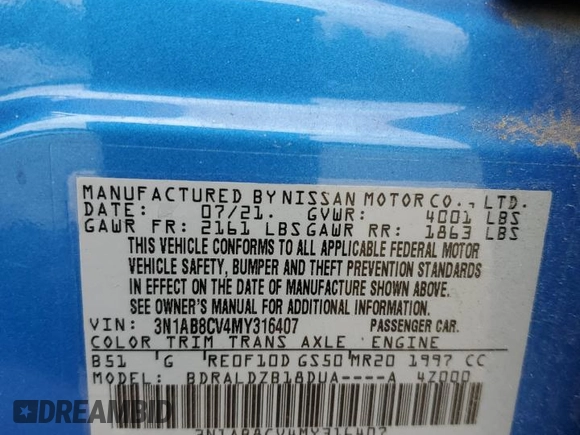 MANUFACTURED BY NISSAN MOTOR CO., LTD.
DATE: 07/21. GVWR: 4001 LBS
GAWR FR: 2161 LBS GAWR RR: 1863 LBS
THIS VEHICLE CONFORMS TO ALL APPLICABLE FEDERAL MOTOR
VEHICLE SAFETY, BUMPER AND THEFT PREVENTION STANDARDS
IN EFFECT ON THE DATE OF MANUFACTURE SHOWN ABOVE.
SEE OWNER'S MANUAL FOR ADDITIONAL INFORMATION.
VIN: 3N1AB8CV4MY316407 PASSENGER CAR.
COLOR TRIM TRANS AXLE ENGINE
B51 G RE0F10D GS50 MR20 1997 CC
MODEL: BDRALDZB18DUA----A 4Z000
3N1AB8CV4MY316407
DREAMBID